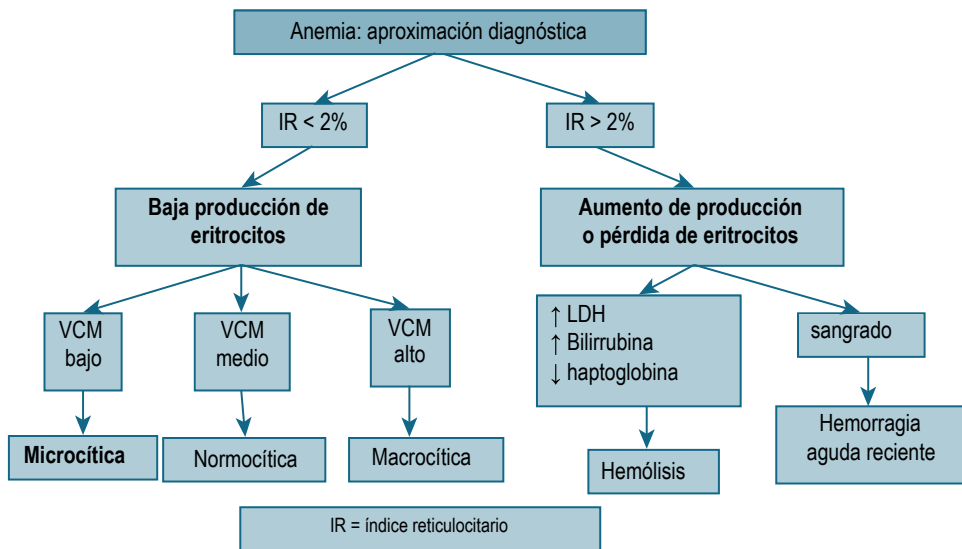 Anemia: aproximación diagnóstica
IR < 2%
IR > 2%
Baja producción de
eritrocitos
Aumento de producción
o pérdida de eritrocitos
VCM
bajo
VCM
medio
VCM
alto
↑ LDH
↑ Bilirrubina
↓ haptoglobina
sangrado
Microcítica
Normocítica
Macrocítica
Hemólisis
Hemorragia
aguda reciente
IR = índice reticulocitario